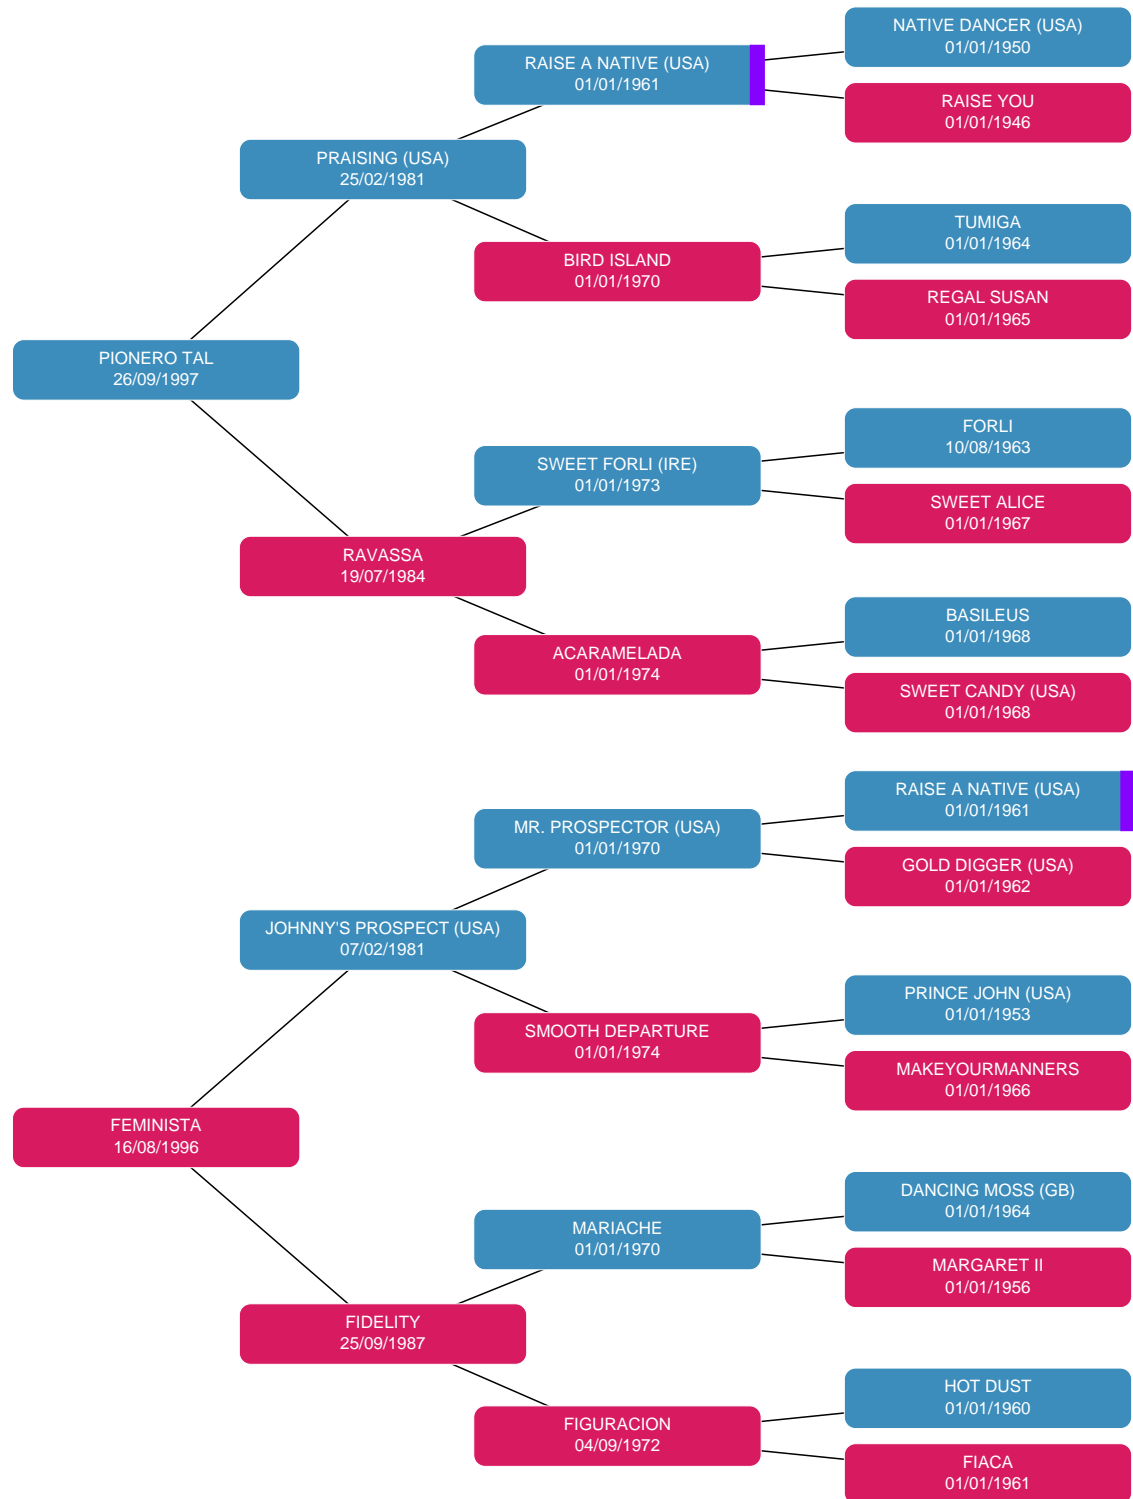 NATIVE DANCER (USA)
01/01/1950
RAISE A NATIVE (USA)
01/01/1961
RAISE YOU
01/01/1946
PRAISING (USA)
25/02/1981
TUMIGA
01/01/1964
BIRD ISLAND
01/01/1970
REGAL SUSAN
01/01/1965
PIONERO TAL
26/09/1997
FORLI
10/08/1963
SWEET FORLI (IRE)
01/01/1973
SWEET ALICE
01/01/1967
RAVASSA
19/07/1984
BASILEUS
01/01/1968
ACARAMELADA
01/01/1974
SWEET CANDY (USA)
01/01/1968
RAISE A NATIVE (USA)
01/01/1961
MR. PROSPECTOR (USA)
01/01/1970
GOLD DIGGER (USA)
01/01/1962
JOHNNY'S PROSPECT (USA)
07/02/1981
PRINCE JOHN (USA)
01/01/1953
SMOOTH DEPARTURE
01/01/1974
MAKEYOURMANNERS
01/01/1966
FEMINISTA
16/08/1996
DANCING MOSS (GB)
01/01/1964
MARIACHE
01/01/1970
MARGARET II
01/01/1956
FIDELITY
25/09/1987
HOT DUST
01/01/1960
FIGURACION
04/09/1972
FIACA
01/01/1961